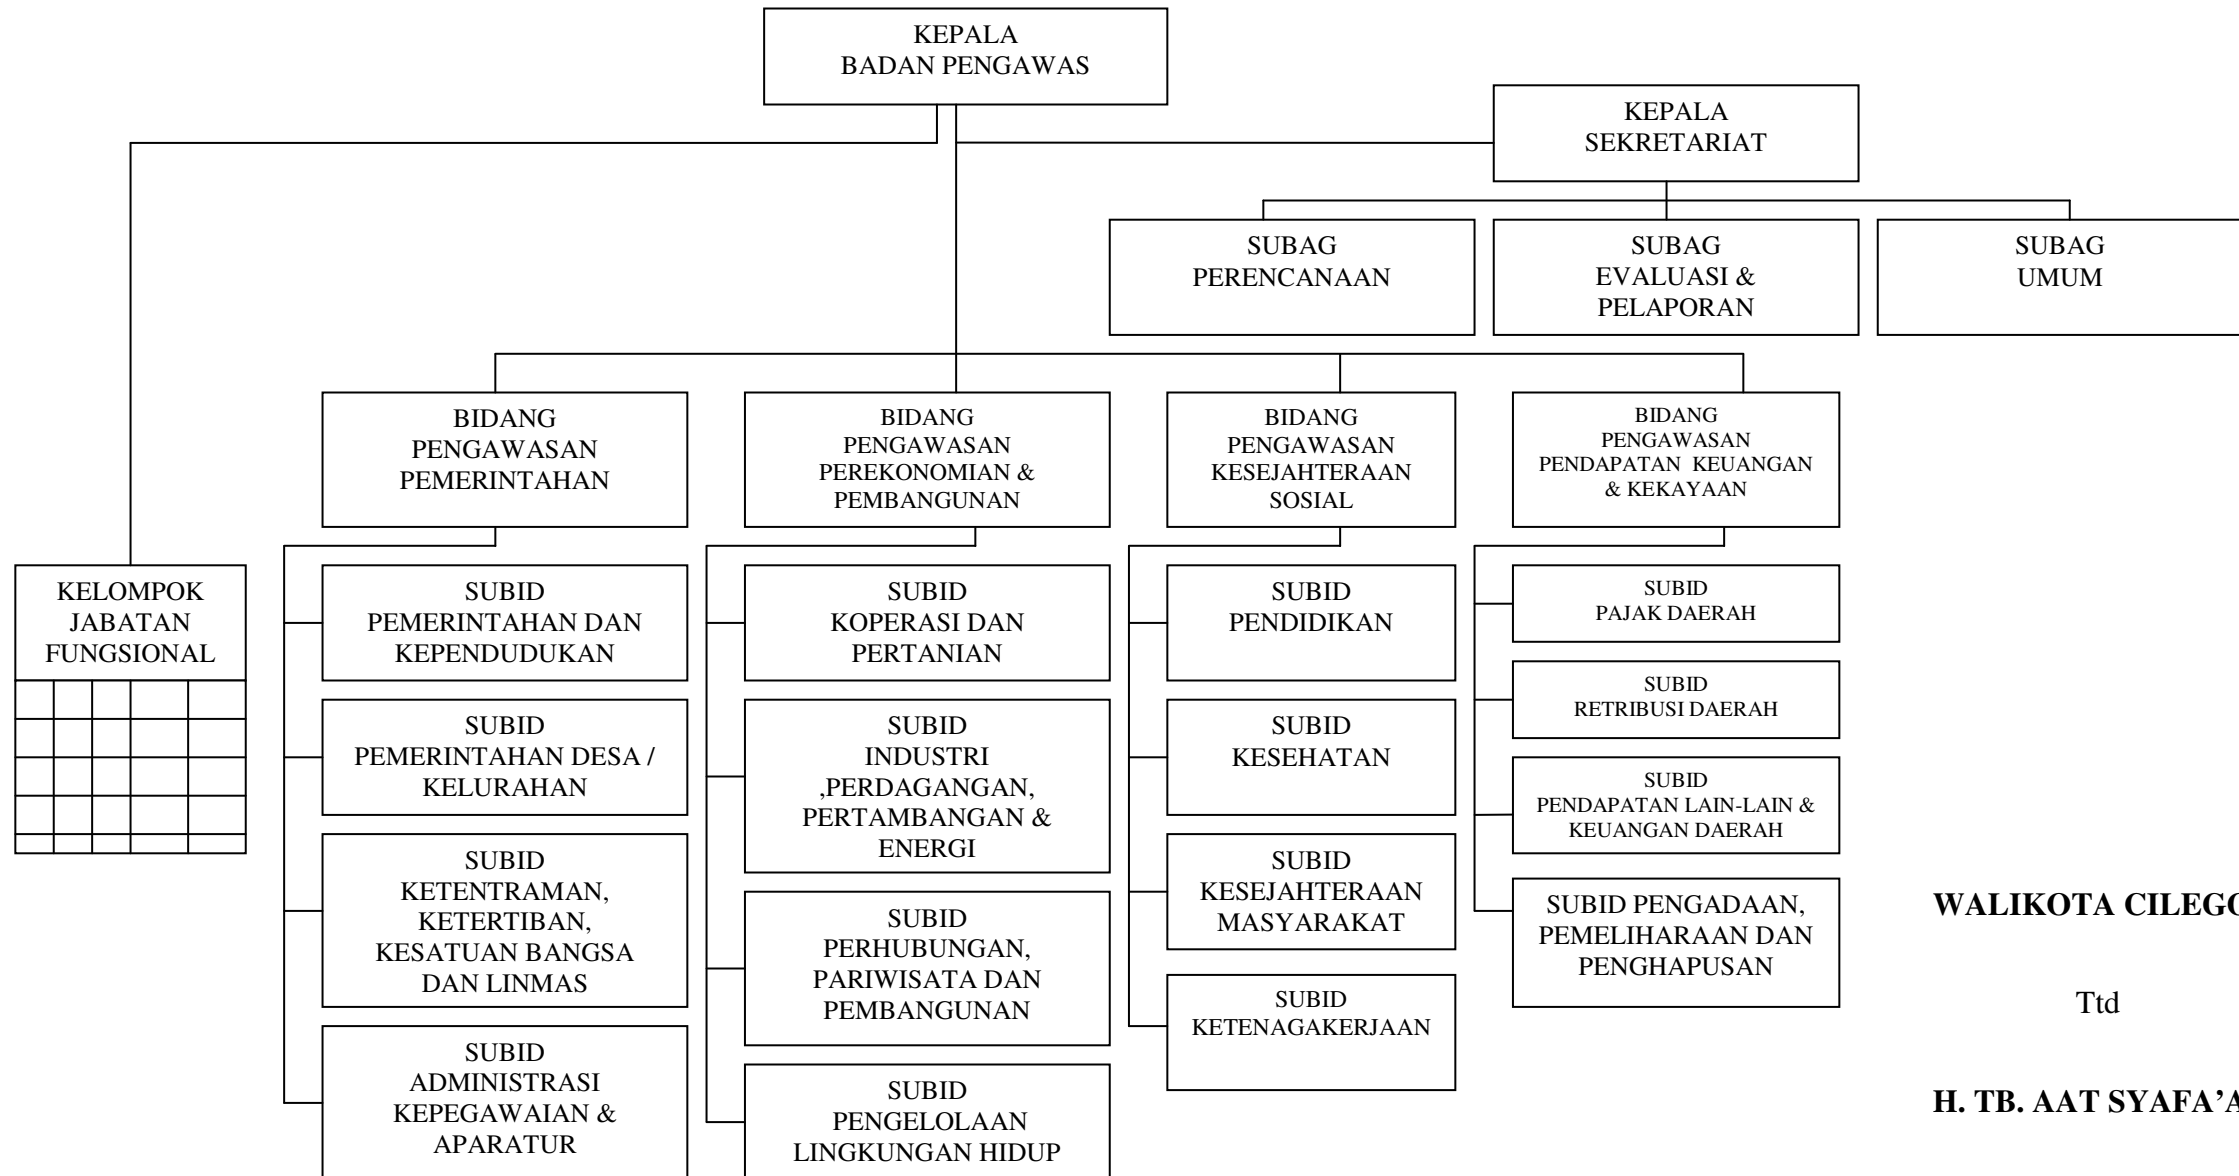 KEPALA
BADAN PENGAWAS
KEPALA
SEKRETARIAT
SUBAG
PERENCANAAN
SUBAG
EVALUASI &
PELAPORAN
SUBAG
UMUM
BIDANG
PENGAWASAN
PEMERINTAHAN
BIDANG
PENGAWASAN
PEREKONOMIAN &
PEMBANGUNAN
BIDANG
PENGAWASAN
KESEJAHTERAAN
SOSIAL
BIDANG
PENGAWASAN
PENDAPATAN KEUANGAN
& KEKAYAAN
KELOMPOK
JABATAN
FUNGSIONAL
SUBID
PEMERINTAHAN DAN
KEPENDUDUKAN
SUBID
PEMERINTAHAN DESA /
KELURAHAN
SUBID
KETENTRAMAN,
KETERTIBAN,
KESATUAN BANGSA
DAN LINMAS
SUBID
ADMINISTRASI
KEPEGAWAIAN &
APARATUR
SUBID
KOPERASI DAN
PERTANIAN
SUBID
INDUSTRI
,PERDAGANGAN,
PERTAMBANGAN &
ENERGI
SUBID
PERHUBUNGAN,
PARIWISATA DAN
PEMBANGUNAN
SUBID
PENGELOLAAN
LINGKUNGAN HIDUP
SUBID
PENDIDIKAN
SUBID
KESEHATAN
SUBID
KESEJAHTERAAN
MASYARAKAT
SUBID
KETENAGAKERJAAN
SUBID
PAJAK DAERAH
SUBID
RETRIBUSI DAERAH
SUBID
PENDAPATAN LAIN-LAIN &
KEUANGAN DAERAH
SUBID PENGADAAN,
PEMELIHARAAN DAN
PENGHAPUSAN
WALIKOTA CILEGO
Ttd
H. TB. AAT SYAFA’A